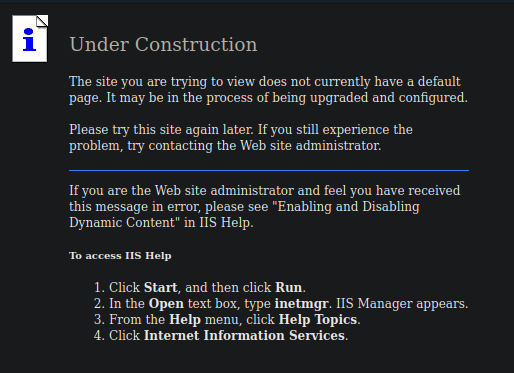 Under Construction
The site you are trying to view does not currently have a default
page. It may be in the process of being upgraded and configured.
Please try this site again later. If you still experience the
problem, try contacting the Web site administrator.
If you are the Web site administrator and feel you have received
this message in error, please see "Enabling and Disabling
Dynamic Content" in IIS Help.
To access IIS Help
1. Click Start, and then click Run.
2. In the Open text box, type inetmgr. IIS Manager appears.
3. From the Help menu, click Help Topics.
4. Click Internet Information Services.